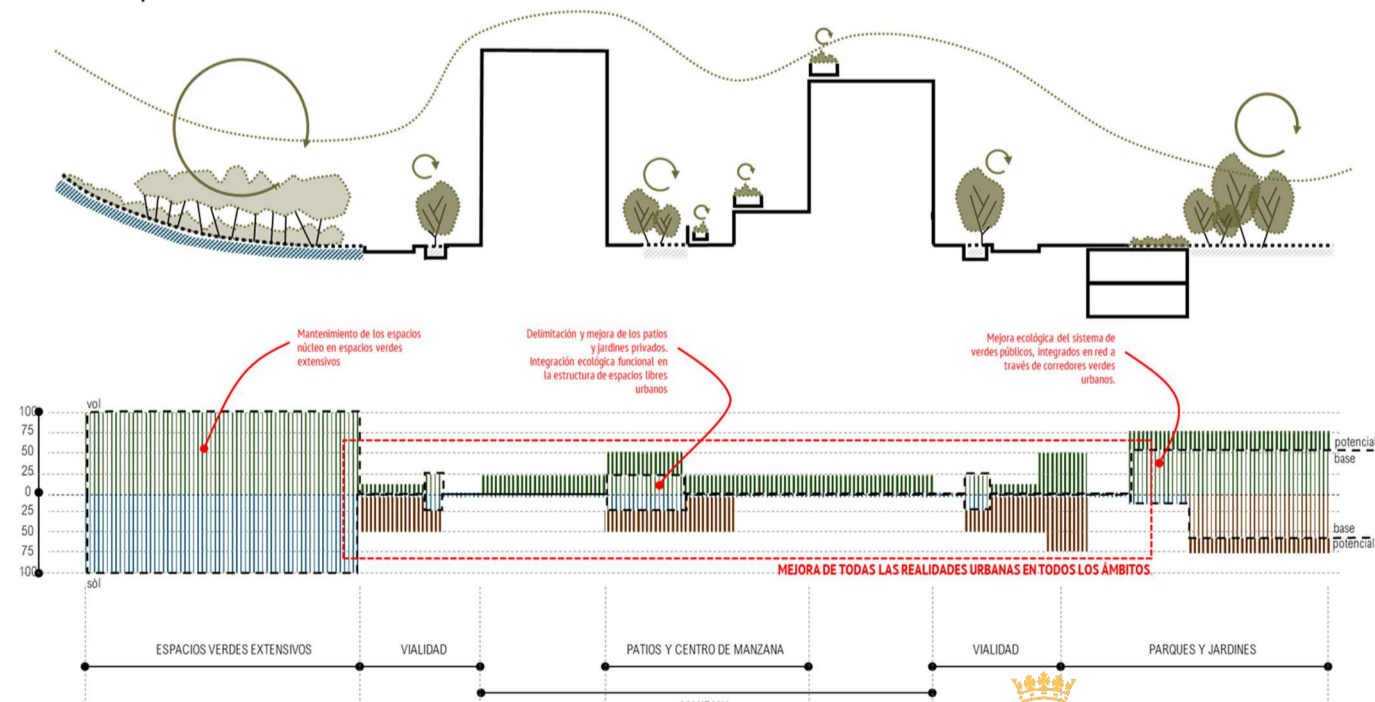 Mantenimiento de los espacios
núcleo en espacios verdes
extensivos
Delimitación y mejora de los patios
y jardines privados.
Integración ecológica funcional en
la estructura de espacios libres
urbanos
Mejora ecológica del sistema de
verdes públicos, integrados en red a
través de corredores verdes
urbanos.
100
vol
75
50
25
0
25
50
75
100
sòl
potencial
base
base
potencial
MEJORA DE TODAS LAS REALIDADES URBANAS EN TODOS LOS ÁMBITOS
ESPACIOS VERDES EXTENSIVOS
VIALIDAD
PATIOS Y CENTRO DE MANZANA
VIALIDAD
PARQUES Y JARDINES